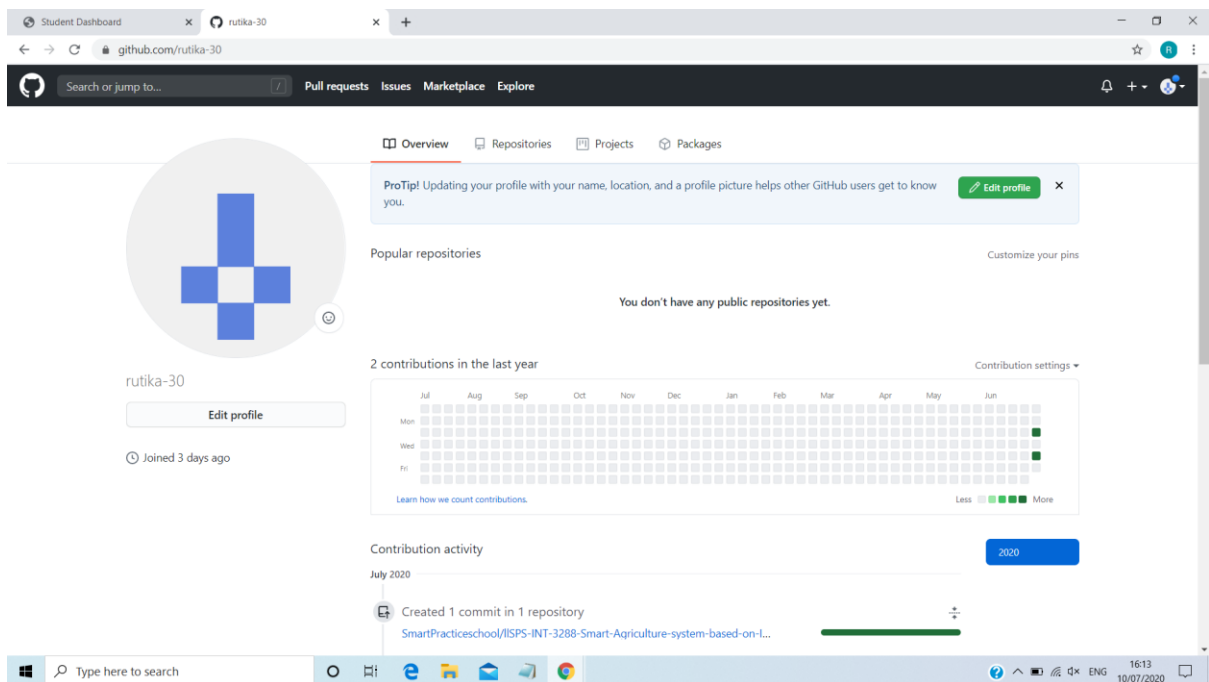 Student Dashboard
rutika-30
github.com/rutika-30
R
Search or jump to...
/
Pull requests Issues Marketplace Explore
Overview Repositories Projects Packages
ProTip! Updating your profile with your name, location, and a profile picture helps other GitHub users get to know
you.
Edit profile
Popular repositories
Customize your pins
You don't have any public repositories yet.
2 contributions in the last year
Contribution settings
rutika-30
Edit profile
Joined 3 days ago
Jul Aug Sep Oct Nov Dec Jan Feb Mar Apr May Jun
Mon
Wed
Fri
Learn how we count contributions.
Less More
Contribution activity
2020
July 2020
Created 1 commit in 1 repository
SmartPracticeschool/llSPS-INT-3288-Smart-Agriculture-system-based-on-I...
Type here to search
ENG
16:13
10/07/2020